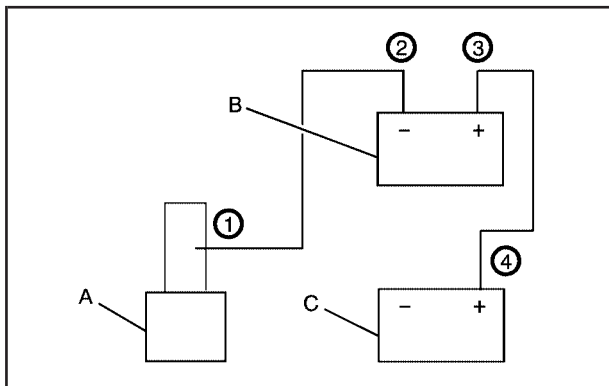 ② ③
B
− +
①
④
A
C
− +